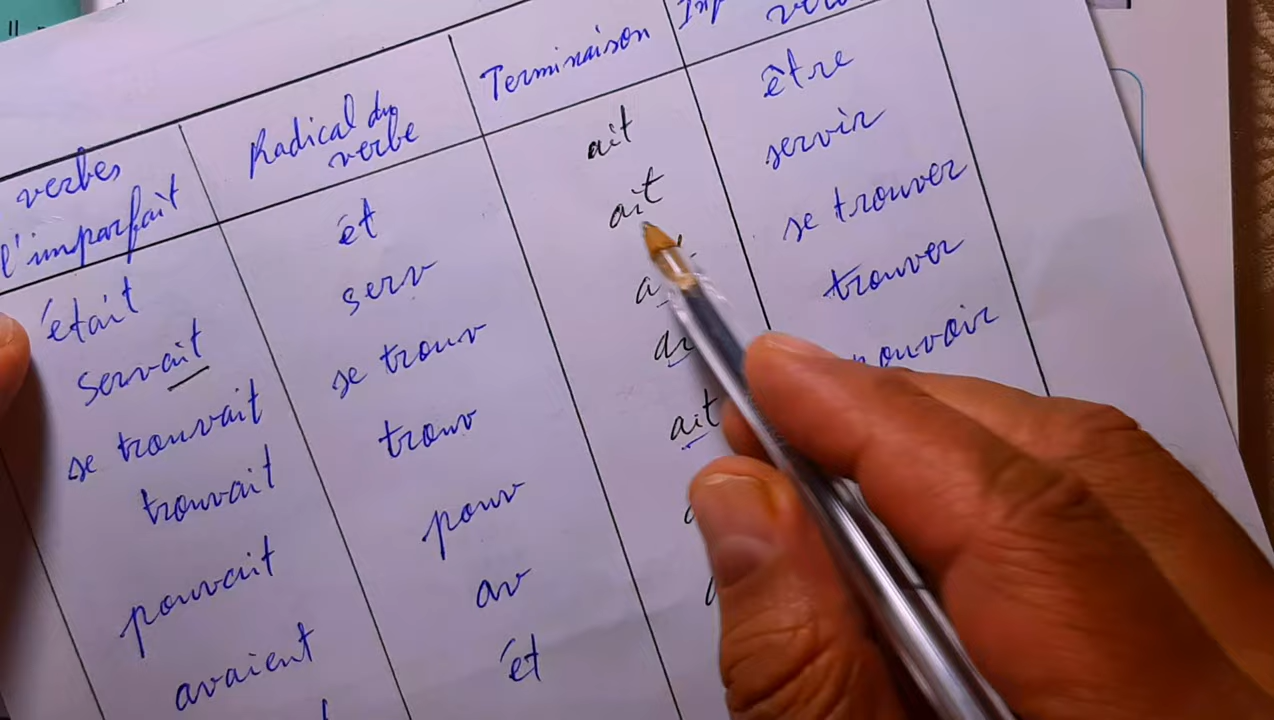 verbes
l'imparfait
Radical du
verbe
Terminaison
était
ét
ait
être
servait
serv
ait
servir
se trouvait
se trouv
se trouver
trouvait
trouv
trouver
pouvait
pouv
ait
pouvoir
avaient
av
ét